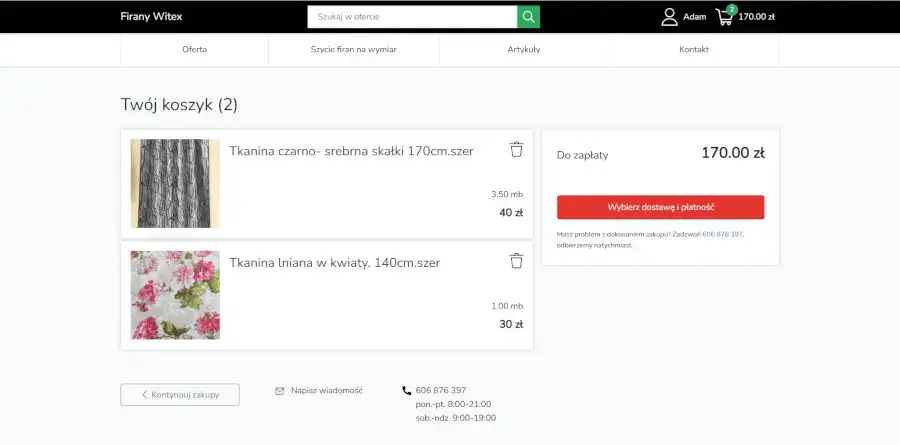 Firany Witex
Szukaj w ofercie
Adam
2
170.00 zł
Oferta
Szycie firan na wymiar
Artykuły
Kontakt
Twój koszyk (2)
Tkanina czarno- srebrna skałki 170cm.szer
3.50 mb
40 zł
Tkanina lniana w kwiaty. 140cm.szer
1.00 mb
30 zł
Do zapłaty
170.00 zł
Wybierz dostawę i płatność
Masz problem z dokonaniem zakupu? Zadzwoń 606 876 397,
odbierzemy natychmiast.
Kontynuuj zakupy
Napisz wiadomość
606 876 397
pon.-pt. 8:00-21:00
sob.-ndz. 9:00-19:00